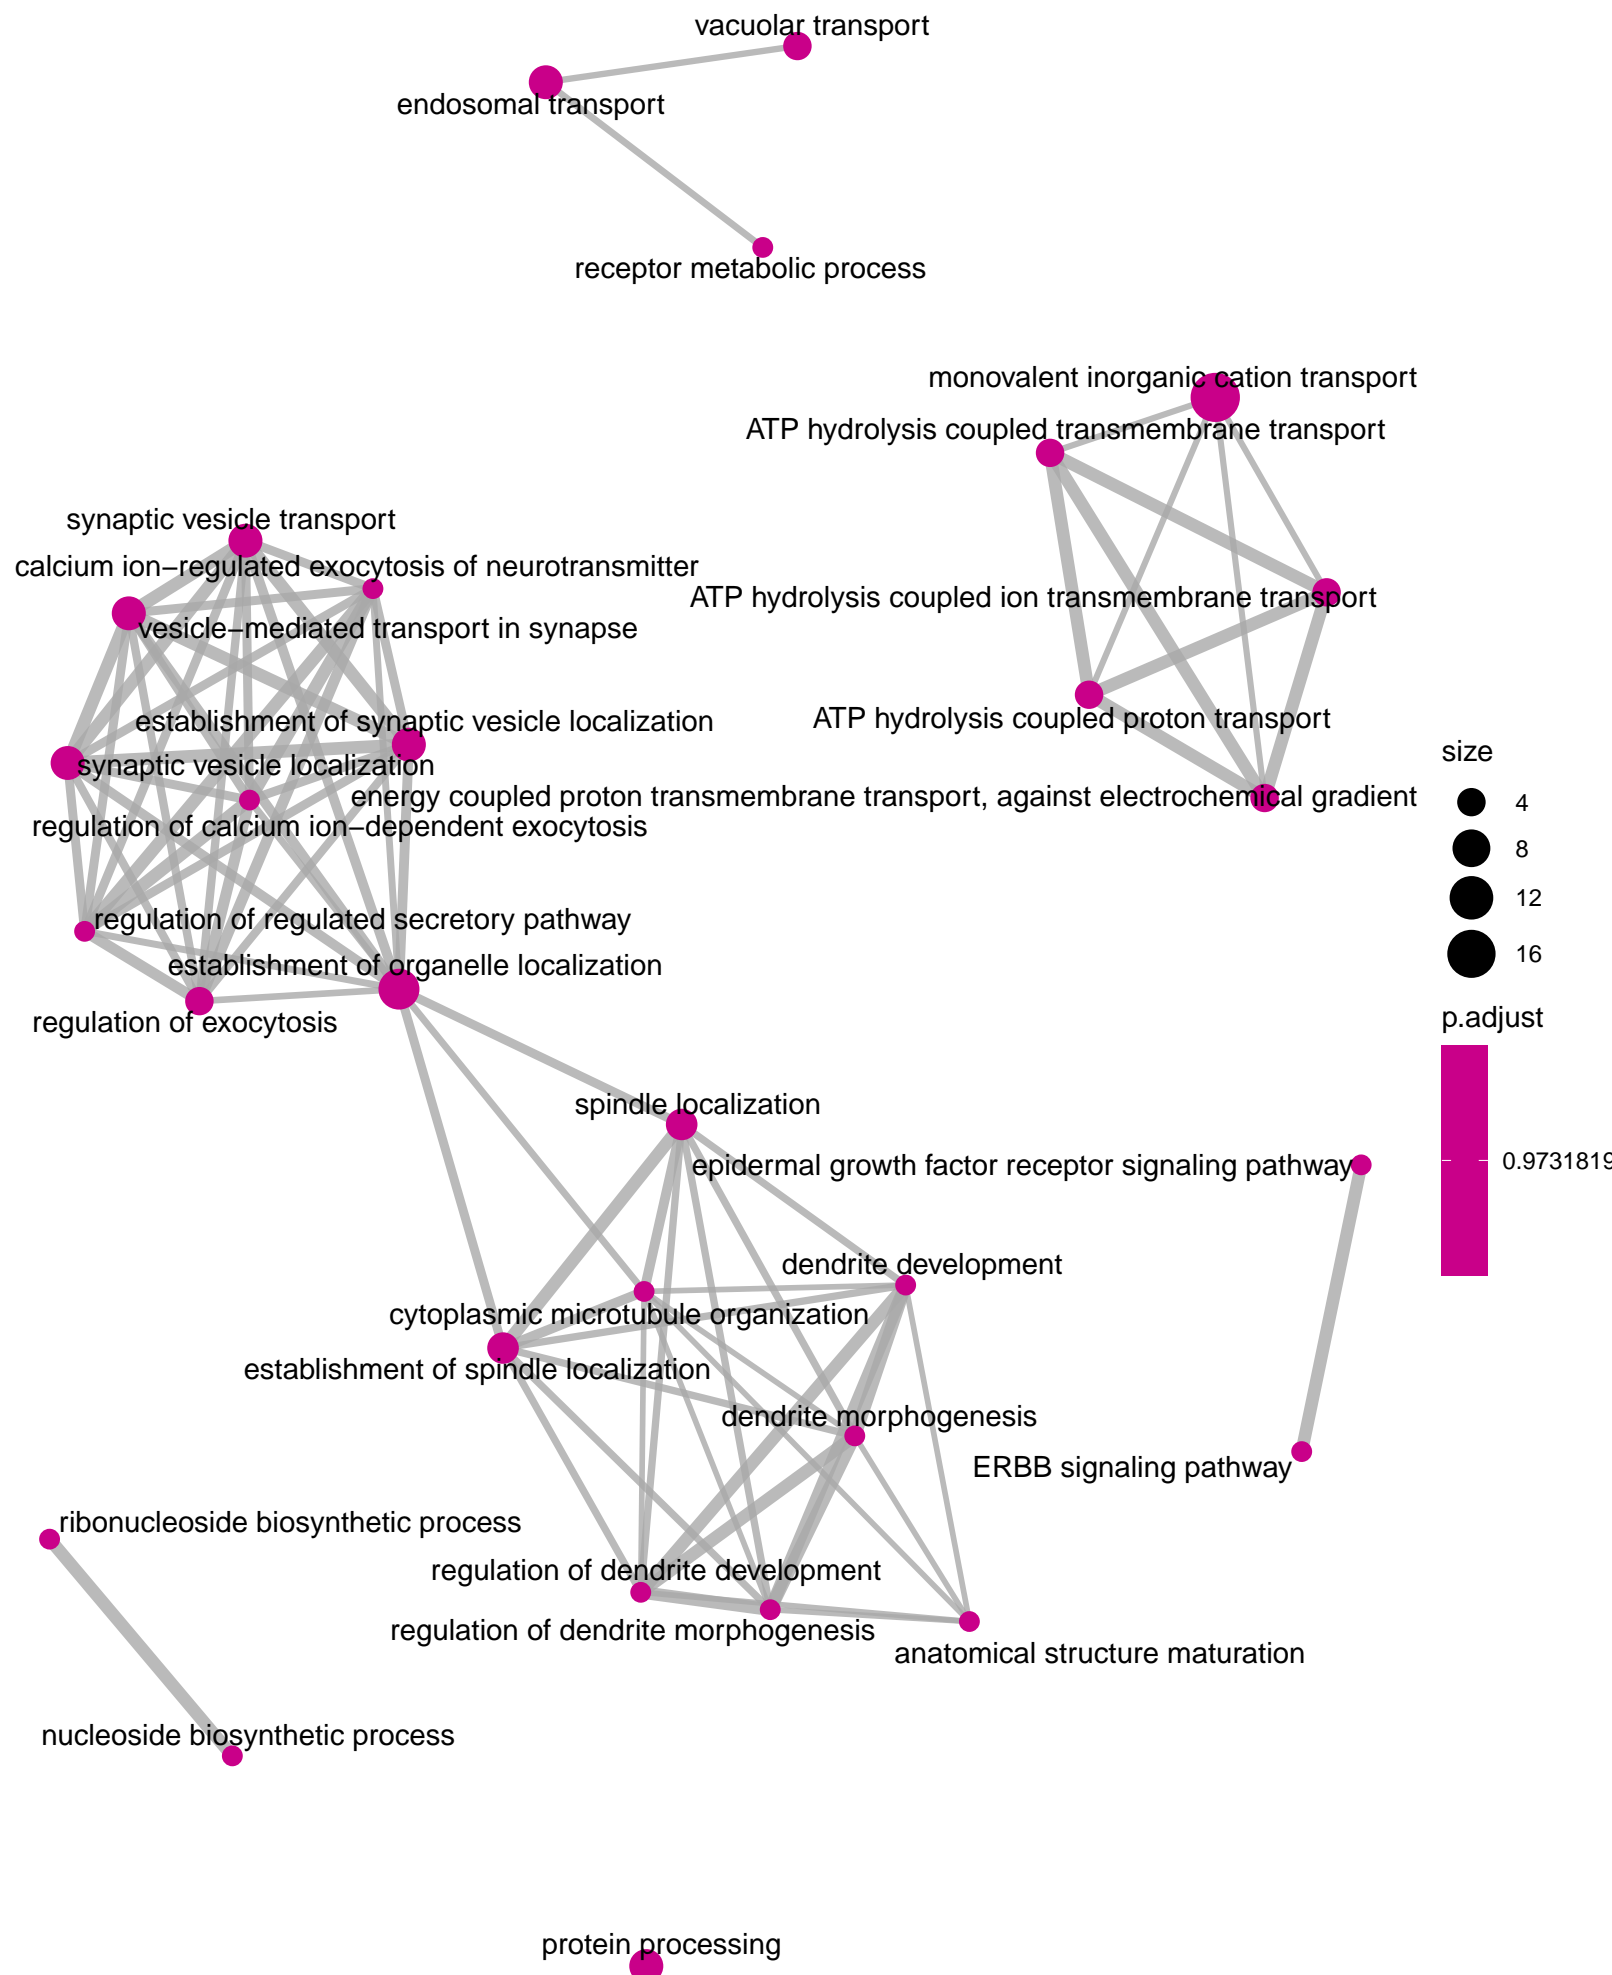 vacuolar transport
endosomal transport
receptor metabolic process
monovalent inorganic cation transport
ATP hydrolysis coupled transmembrane transport
synaptic vesicle transport
calcium ion−regulated exocytosis of neurotransmitter
ATP hydrolysis coupled ion transmembrane transport
vesicle−mediated transport in synapse
establishment of synaptic vesicle localization
ATP hydrolysis coupled proton transport
synaptic vesicle localization
energy coupled proton transmembrane transport, against electrochemical gradient
regulation of calcium ion−dependent exocytosis
regulation of regulated secretory pathway
establishment of organelle localization
regulation of exocytosis
size
4
8
12
16
p.adjust
0.9731819
spindle localization
epidermal growth factor receptor signaling pathway
dendrite development
cytoplasmic microtubule organization
establishment of spindle localization
dendrite morphogenesis
ERBB signaling pathway
ribonucleoside biosynthetic process
regulation of dendrite development
regulation of dendrite morphogenesis
anatomical structure maturation
nucleoside biosynthetic process
protein processing